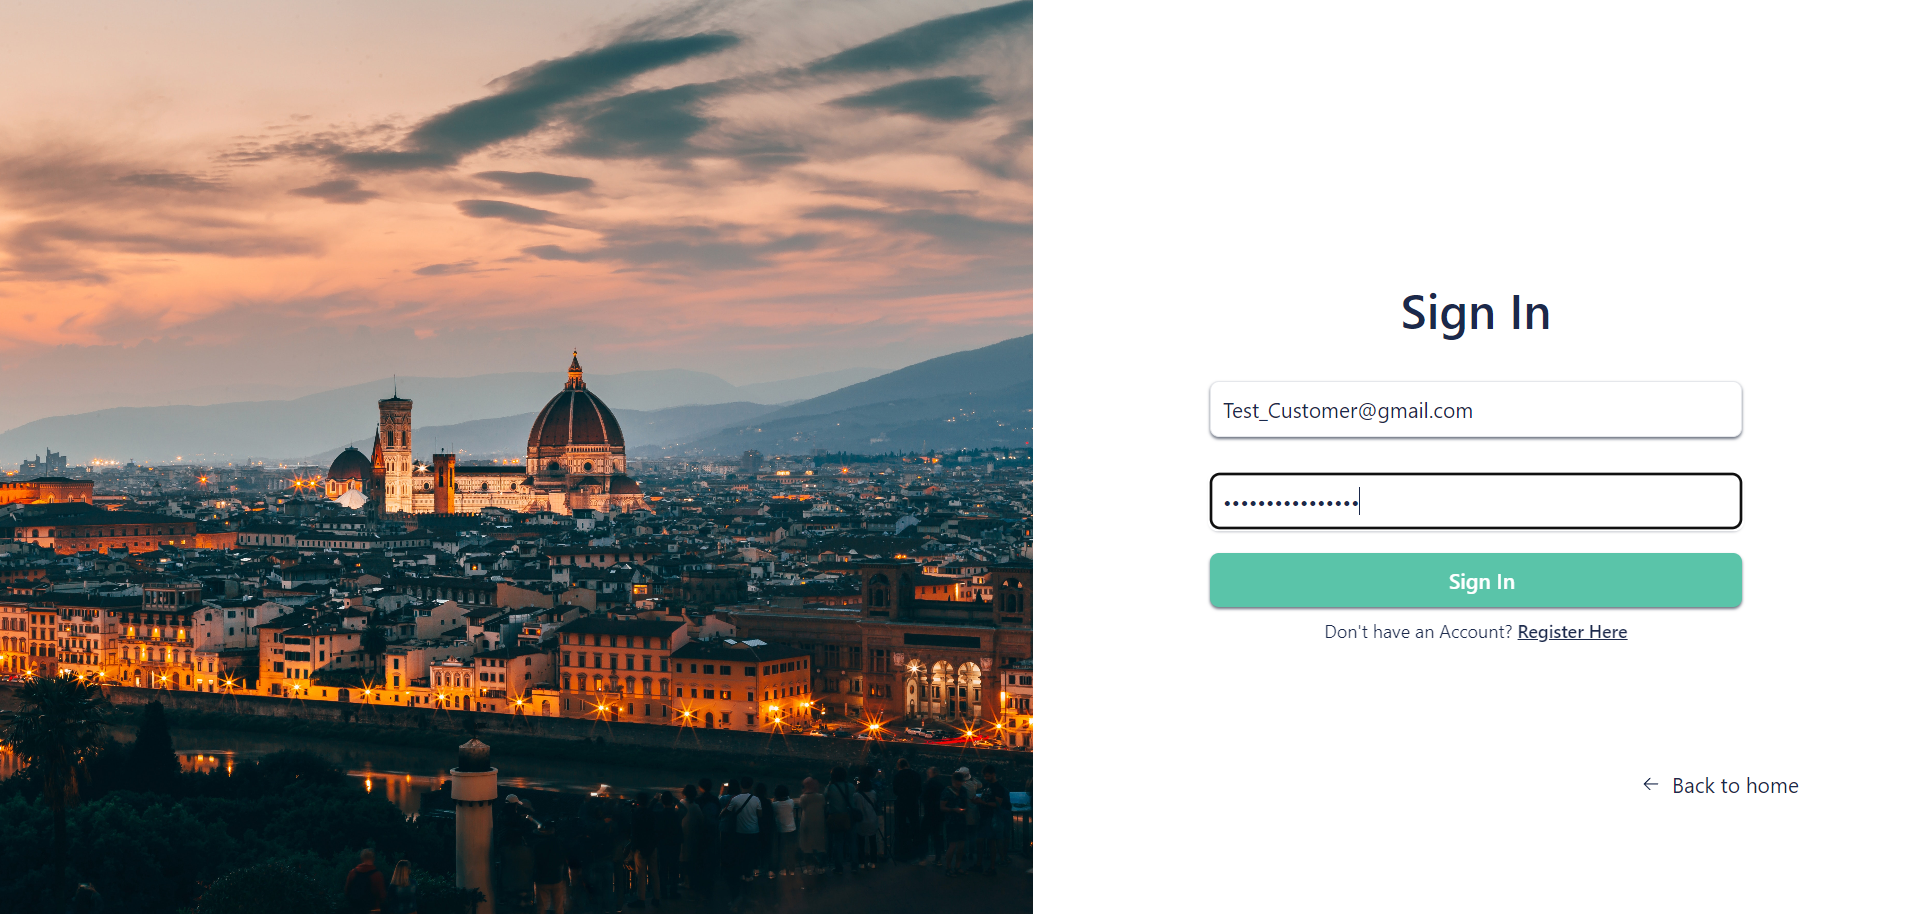 Sign In
Test_Customer@gmail.com
••••••••••••••••
Sign In
Don't have an Account? Register Here
← Back to home